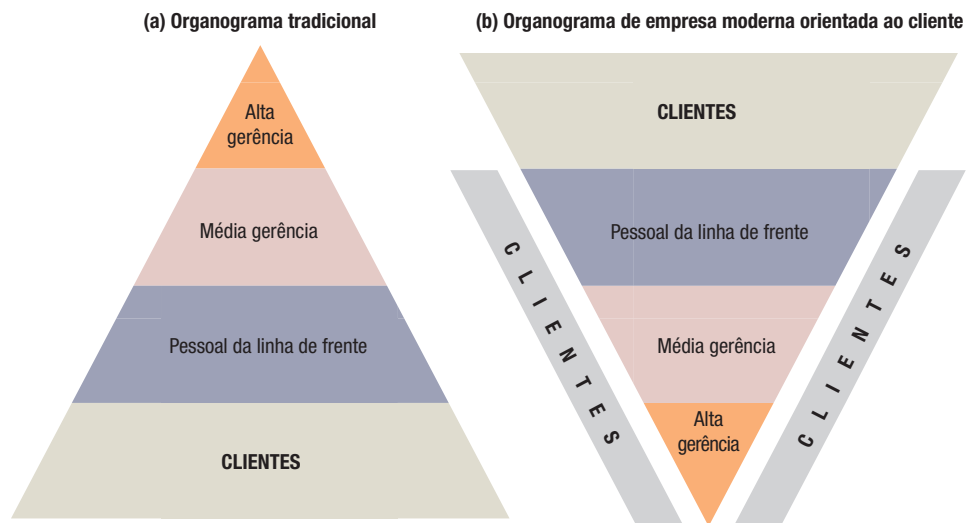 (a) Organograma tradicional
Alta
gerência
Média gerência
Pessoal da linha de frente
CLIENTES
(b) Organograma de empresa moderna orientada ao cliente
CLIENTES
Pessoal da linha de frente
Média gerência
Alta
gerência
CLIENTES
CLIENTES